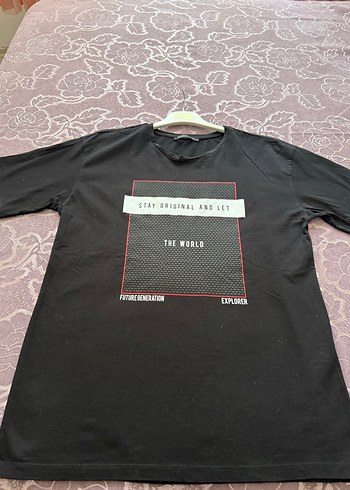 STAY ORIGINAL AND LET
THE WORLD
FUTURE GENERATION EXPLORER